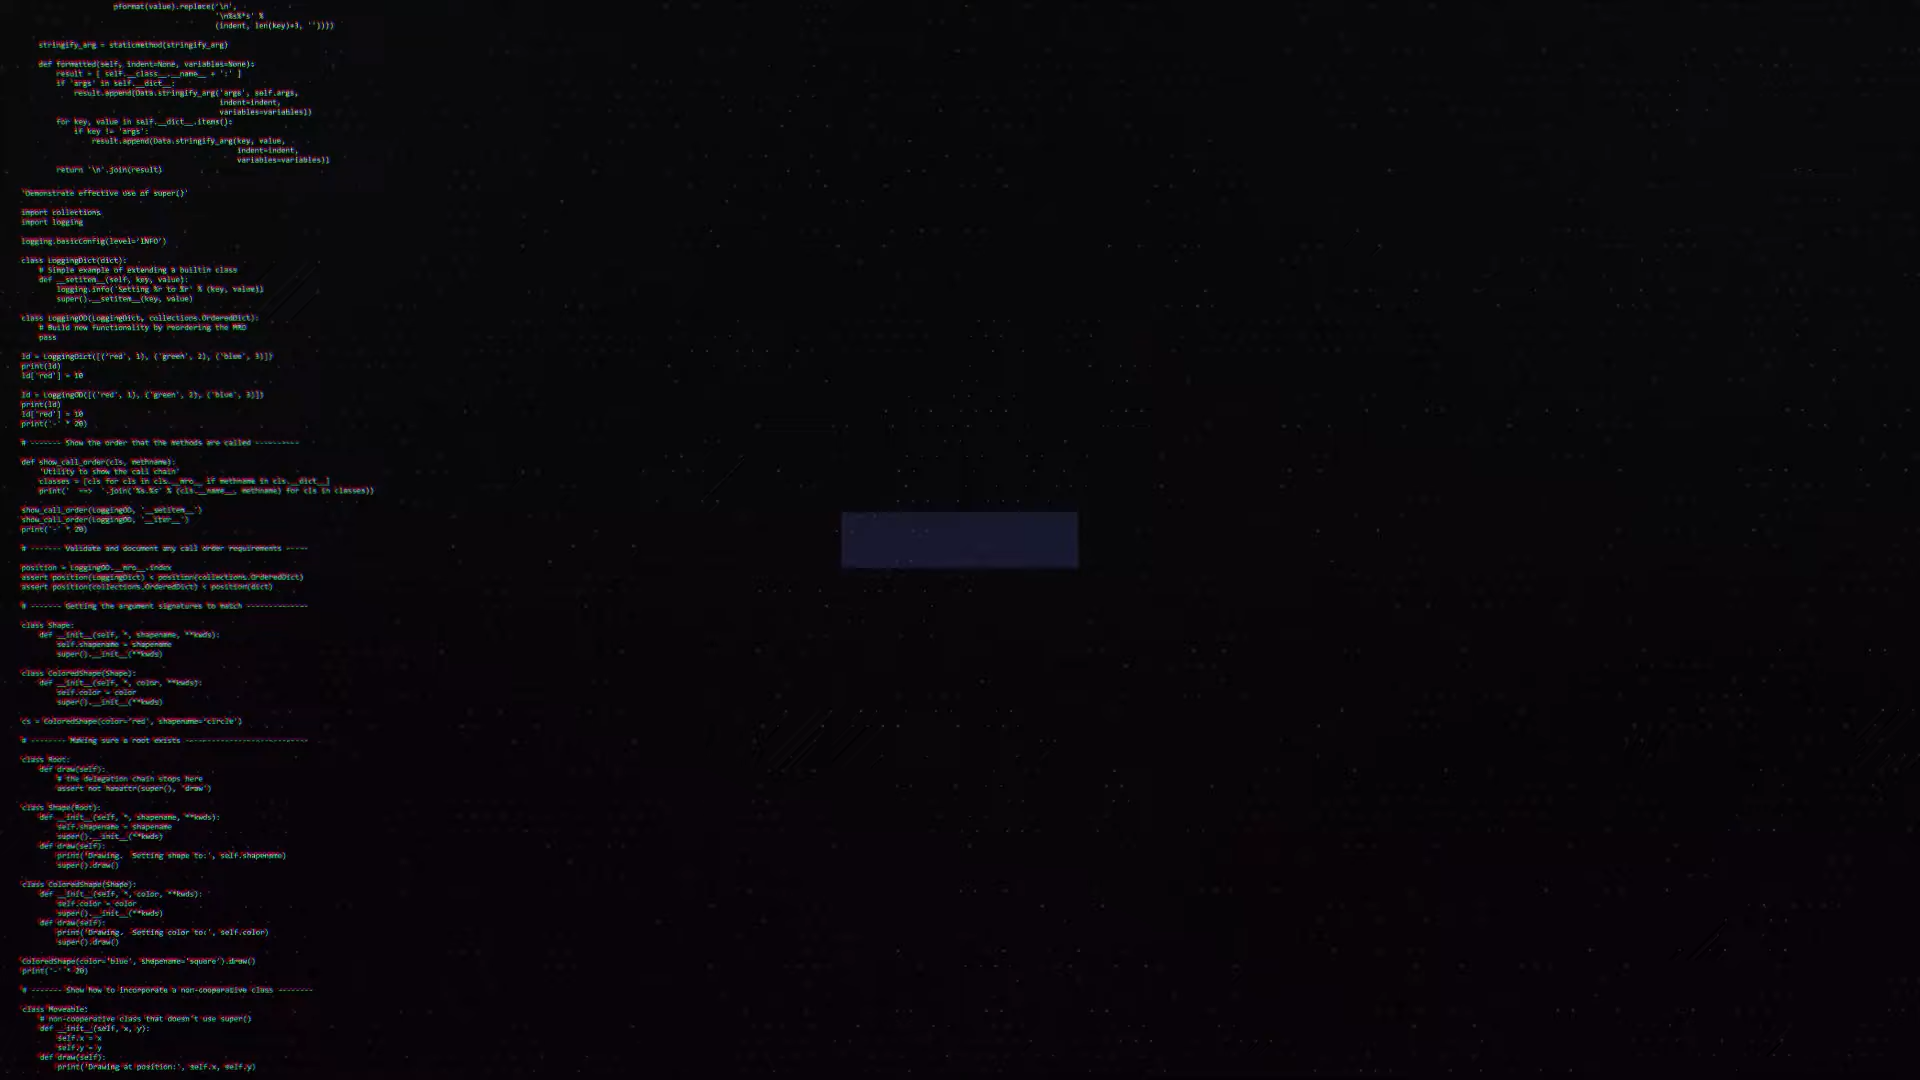 pformat(value).replace('\n',
'\n%s%*s' %
(indent, len(key)+3, ''))))
stringify_arg = staticmethod(stringify_arg)
def formatted(self, indent=None, variables=None):
result = [ self.__class__.__name__ + ':' ]
if 'args' in self.__dict__:
result.append(Data.stringify_arg('args', self.args,
indent=indent,
variables=variables))
for key, value in self.__dict__.items():
if key != 'args':
result.append(Data.stringify_arg(key, value,
indent=indent,
variables=variables))
return '\n'.join(result)
'Demonstrate effective use of super()'
import collections
import logging
logging.basicConfig(level='INFO')
class LoggingDict(dict):
# Simple example of extending a builtin class
def __setitem__(self, key, value):
logging.info('Setting %r to %r' % (key, value))
super().__setitem__(key, value)
class LoggingOD(LoggingDict, collections.OrderedDict):
# Build new functionality by reordering the MRO
pass
ld = LoggingDict([('red', 1), ('green', 2), ('blue', 3)])
print(ld)
ld['red'] = 10
ld = LoggingOD([('red', 1), ('green', 2), ('blue', 3)])
print(ld)
ld['red'] = 10
print('-' * 20)
# ------- Show the order that the methods are called ----------
def show_call_order(cls, methname):
'Utility to show the call chain'
classes = [cls for cls in cls.__mro__ if methname in cls.__dict__]
print('  ==>  '.join('%s.%s' % (cls.__name__, methname) for cls in classes))
show_call_order(LoggingOD, '__setitem__')
show_call_order(LoggingOD, '__iter__')
print('-' * 20)
# ------- Validate and document any call order requirements -----
position = LoggingOD.__mro__.index
assert position(LoggingDict) < position(collections.OrderedDict)
assert position(collections.OrderedDict) < position(dict)
# ------- Getting the argument signatures to match --------------
class Shape:
def __init__(self, *, shapename, **kwds):
self.shapename = shapename
super().__init__(**kwds)
class ColoredShape(Shape):
def __init__(self, *, color, **kwds):
self.color = color
super().__init__(**kwds)
cs = ColoredShape(color='red', shapename='circle')
# -------- Making sure a root exists ----------------------------
class Root:
def draw(self):
# the delegation chain stops here
assert not hasattr(super(), 'draw')
class Shape(Root):
def __init__(self, *, shapename, **kwds):
self.shapename = shapename
super().__init__(**kwds)
def draw(self):
print('Drawing.  Setting shape to:', self.shapename)
super().draw()
class ColoredShape(Shape):
def __init__(self, *, color, **kwds):
self.color = color
super().__init__(**kwds)
def draw(self):
print('Drawing.  Setting color to:', self.color)
super().draw()
ColoredShape(color='blue', shapename='square').draw()
print('-' * 20)
# ------- Show how to incorporate a non-cooperative class --------
class Moveable:
# non-cooperative class that doesn't use super()
def __init__(self, x, y):
self.x = x
self.y = y
def draw(self):
print('Drawing at position:', self.x, self.y)